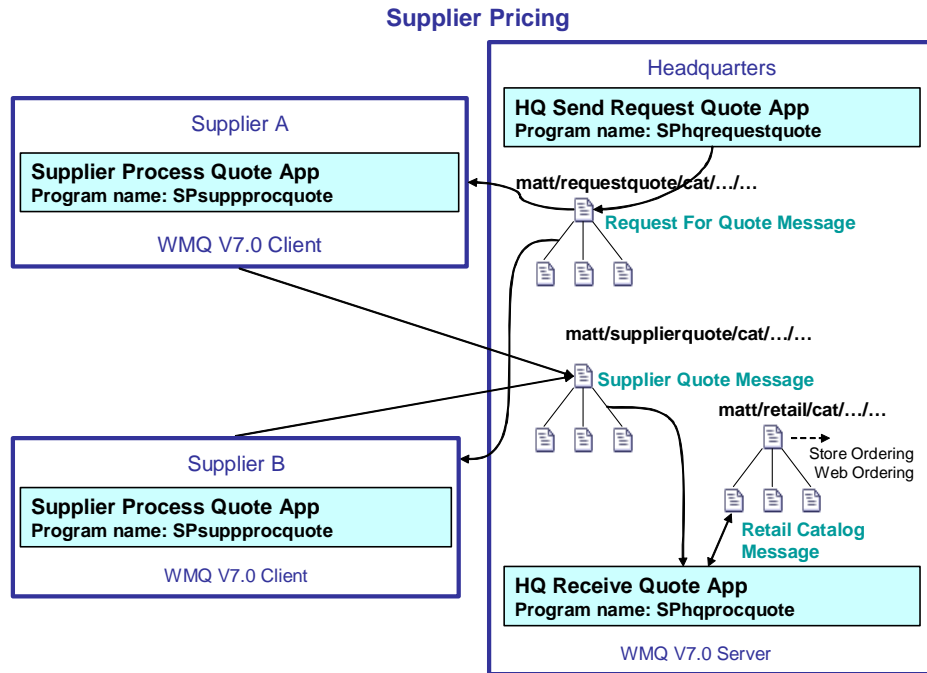 Supplier Pricing
Supplier A
Supplier Process Quote App
Program name: SPsuppprocquote
WMQ V7.0 Client
Supplier B
Supplier Process Quote App
Program name: SPsuppprocquote
WMQ V7.0 Client
Headquarters
HQ Send Request Quote App
Program name: SPhqrequestquote
matt/requestquote/cat/…/…
Request For Quote Message
matt/supplierquote/cat/…/…
Supplier Quote Message
matt/retail/cat/…/…
Store Ordering
Web Ordering
Retail Catalog
Message
HQ Receive Quote App
Program name: SPhqprocquote
WMQ V7.0 Server